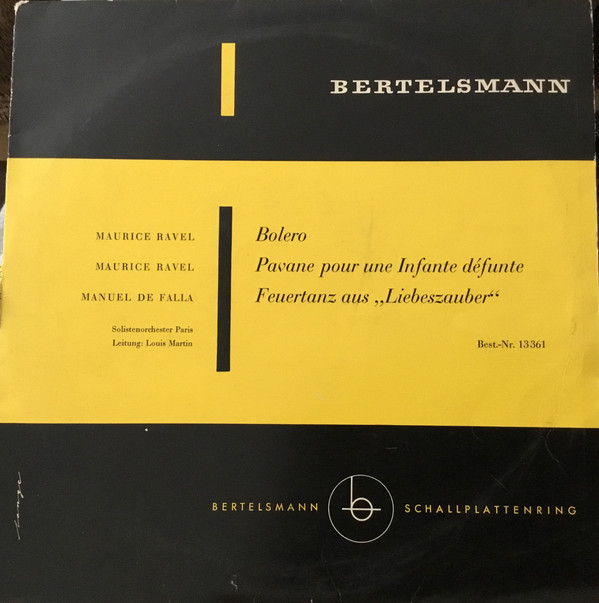 BERTELSMANN
MAURICE RAVEL Bolero
MAURICE RAVEL Pavane pour une Infante défunte
MANUEL DE FALLA Feuertanz aus „Liebeszauber“
Solistenorchester Paris
Leitung: Louis Martin Best.-Nr. 13361
BERTELSMANN b SCHALLPLATTENRING